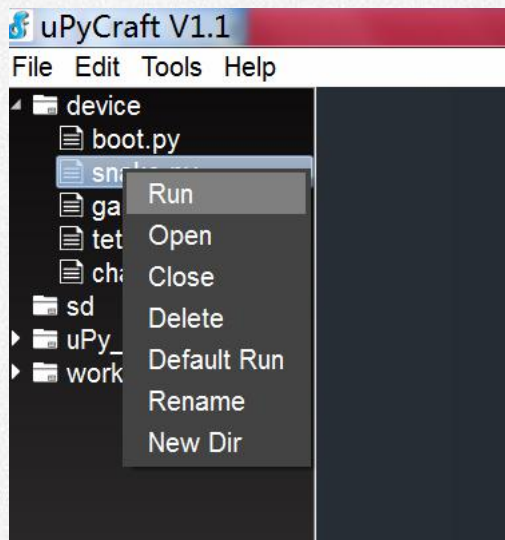 uPyCraft V1.1
File Edit Tools Help
device
boot.py
Run
Open
Close
Delete
Default Run
Rename
New Dir
sd